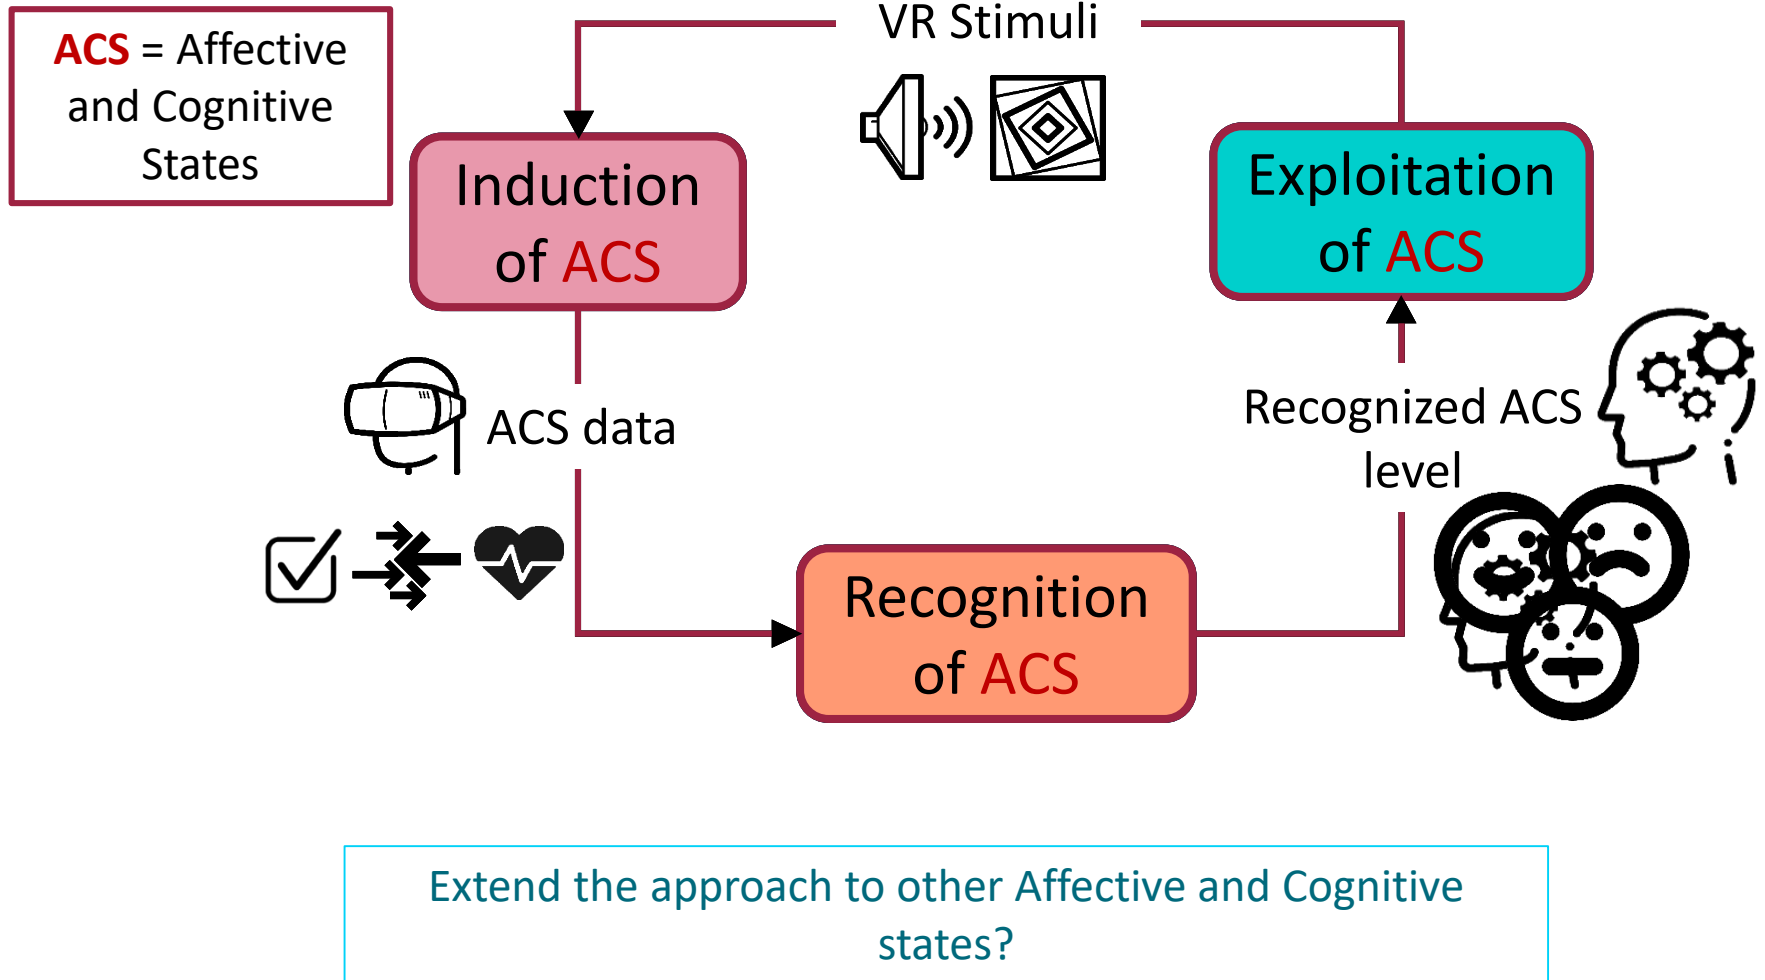 ACS = Affective
and Cognitive
States
VR Stimuli
Induction
of ACS
Exploitation
of ACS
ACS data
Recognized ACS
level
Recognition
of ACS
Extend the approach to other Affective and Cognitive
states?